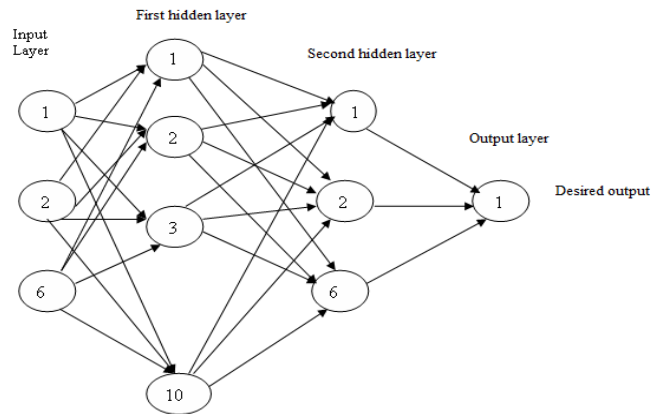 First hidden layer
Input
Layer
Second hidden layer
Output layer
Desired output
1
2
6
1
2
3
10
1
2
6
1